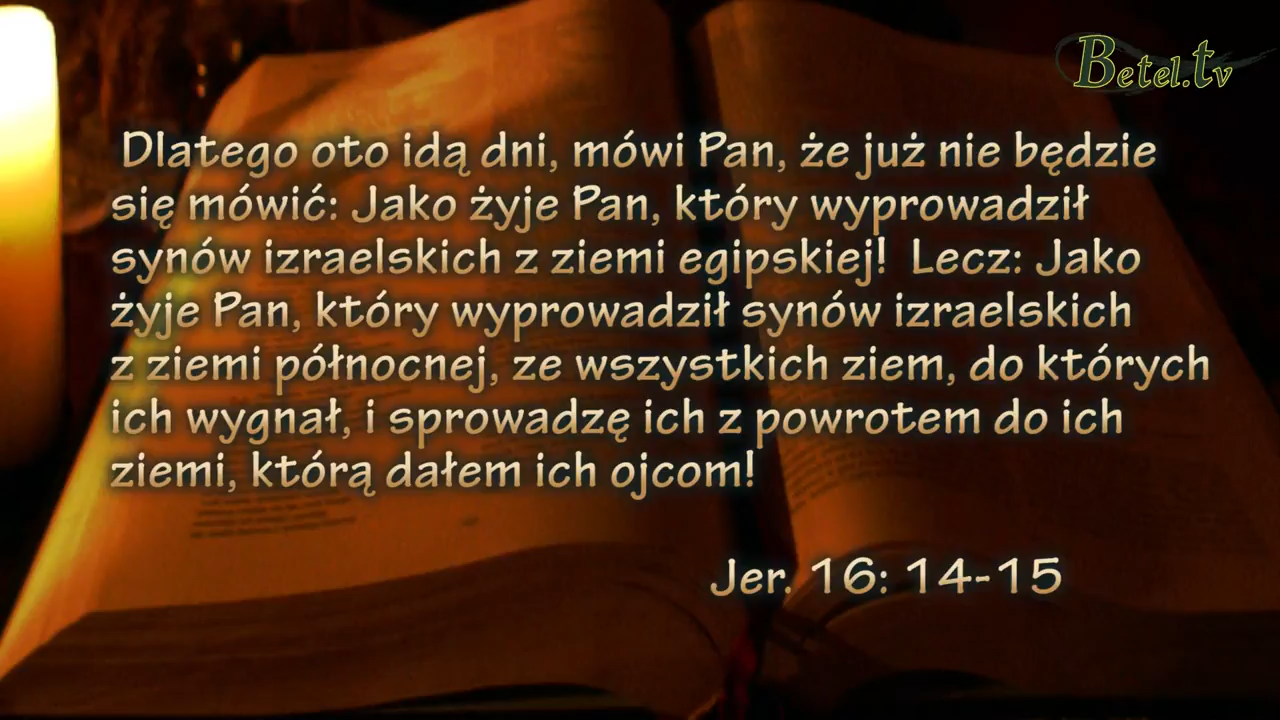 Betel.tv
Dlatego oto idą dni, mówi Pan, że już nie będzie
się mówić: Jako żyje Pan, który wyprowadził
synów izraelskich z ziemi egipskiej! Lecz: Jako
żyje Pan, który wyprowadził synów izraelskich
z ziemi północnej, ze wszystkich ziem, do których
ich wygnał, i sprowadzę ich z powrotem do ich
ziemi, którą dałem ich ojcom!
Jer. 16: 14-15